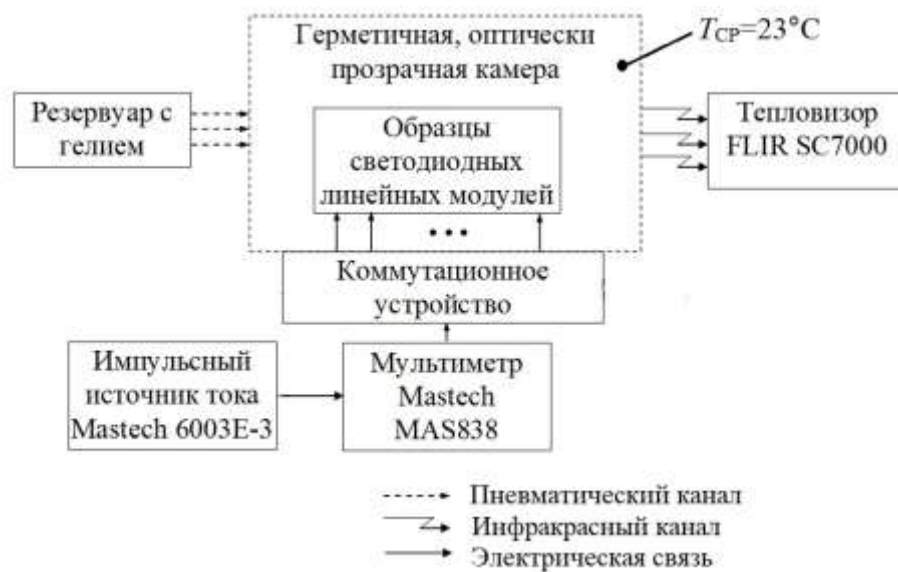 Герметичная, оптически
прозрачная камера
T_CP=23°C
Резервуар с
гелием
Образцы
светодиодных
линейных модулей
Тепловизор
FLIR SC7000
•••
Коммутационное
устройство
Импульсный
источник тока
Mastech 6003E-3
Мультиметр
Mastech
MAS838
Пневматический канал
Инфракрасный канал
Электрическая связь